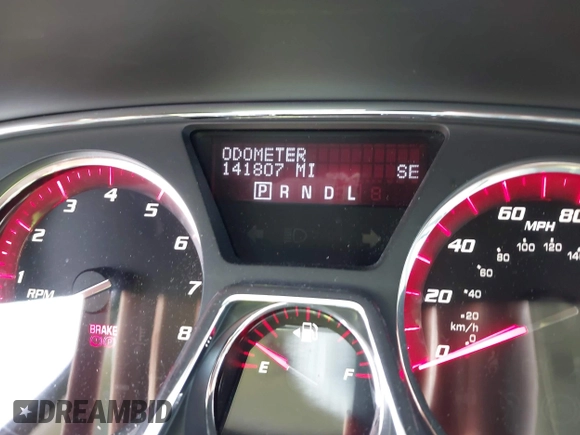 ODOMETER
141807 MI SE
P R N D L
1 2 3 4 5 6 7 8
RPM
BRAKE
E F
0 20 40 60 80
MPH
0 20 40 60 80 100 120
km/h
DREAMBID